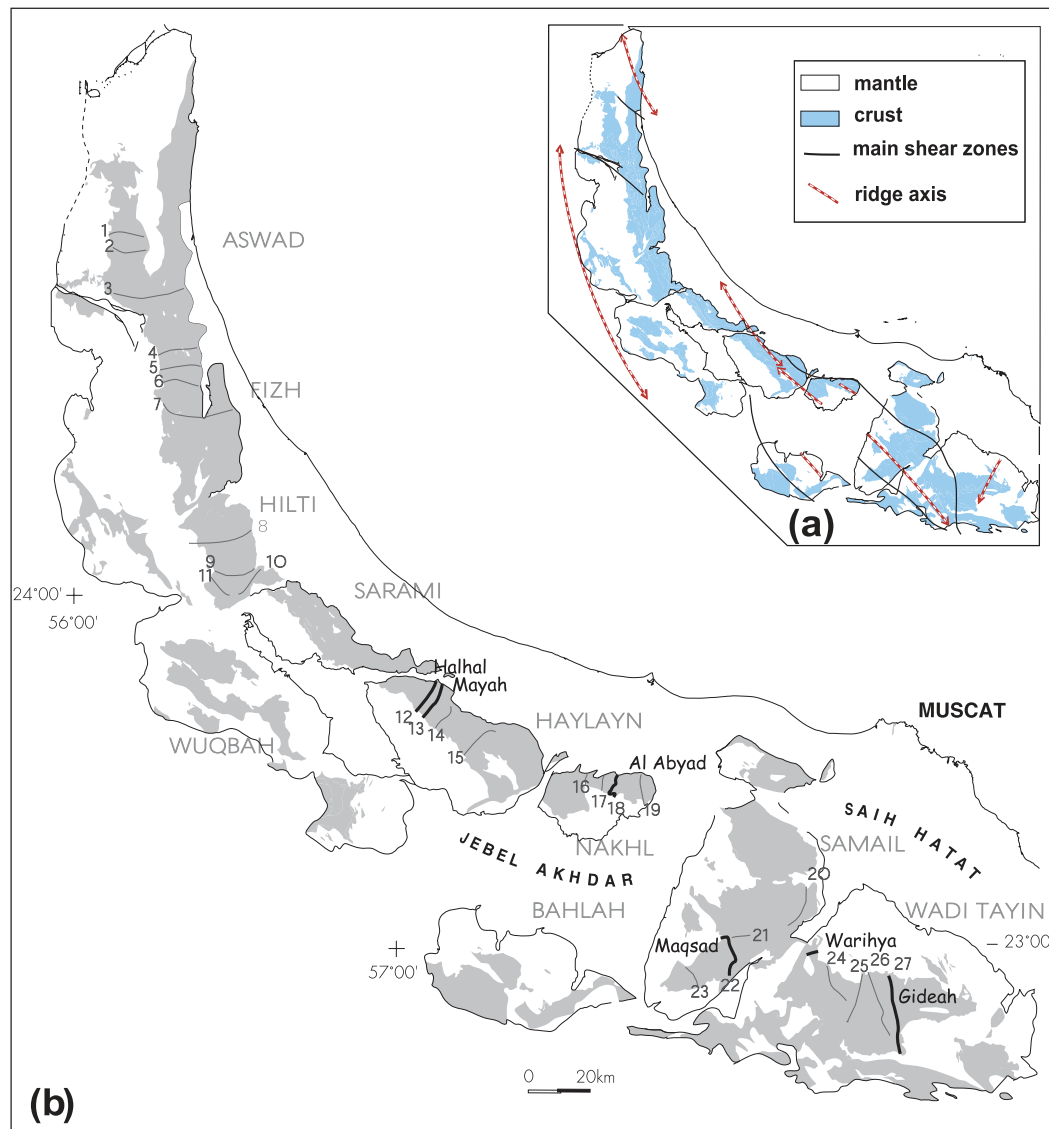 mantle
crust
main shear zones
ridge axis
(a)
1
2
ASWAD
3
4
5
6
FIZH
7
HILTI
8
9
10
11
24°00'
56°00'
SARAMI
Halhal
Mayah
MUSCAT
12
13
14
HAYLAYN
15
WUQBAH
Al Abyad
16
17
18
19
SAIH HATAT
NAKHL
SAMAIL
JEBEL AKHDAR
20
BAHLAH
WADI TAYIN
21
Maqsad
Warihya
23°00
57°00'
24
25
26
27
23
22
Gideah
0 20km
(b)